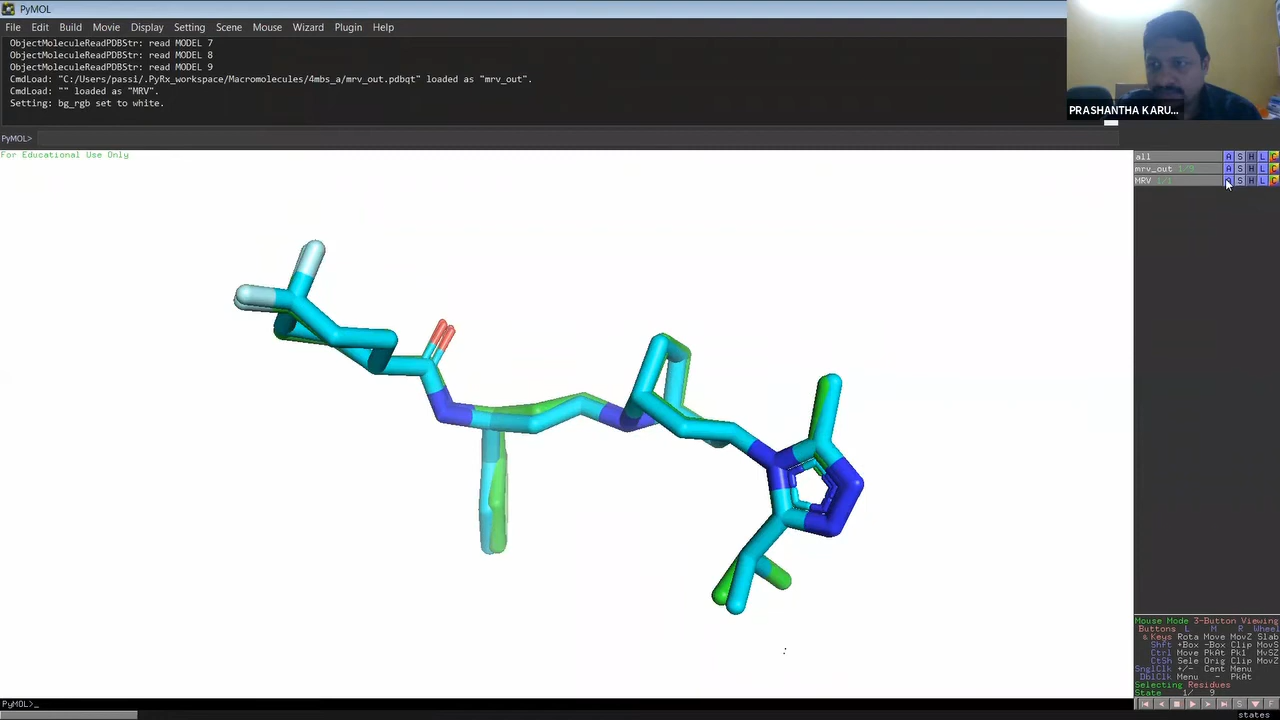 PyMOL
File Edit Build Movie Display Setting Scene Mouse Wizard Plugin Help
ObjectMoleculeReadPDBStr: read MODEL 7
ObjectMoleculeReadPDBStr: read MODEL 8
ObjectMoleculeReadPDBStr: read MODEL 9
CmdLoad: "C:/Users/passi/.PyRx_workspace/Macromolecules/4mbs_a/mrv_out.pdbqt" loaded as "mrv_out".
CmdLoad: "" loaded as "MRV".
Setting: bg_rgb set to white.
PRASHANTHA KARU...
PyMOL>
For Educational Use Only
all A S H L C
mrv_out 1/9 A S H L C
MRV 1/1 A S H L C
Mouse Mode 3-Button Viewing
Buttons L M R Wheel
& Keys Rota Move MovZ Slab
Shft +Box -Box Clip MovS
Ctrl Move PkAt Pk1 MvSZ
CtSh Sele Orig Clip MovZ
SnglClk +/- Cent Menu
DblClk Menu - PkAt
Selecting Residues
State 1/ 9
PyMOL>_
S F
states